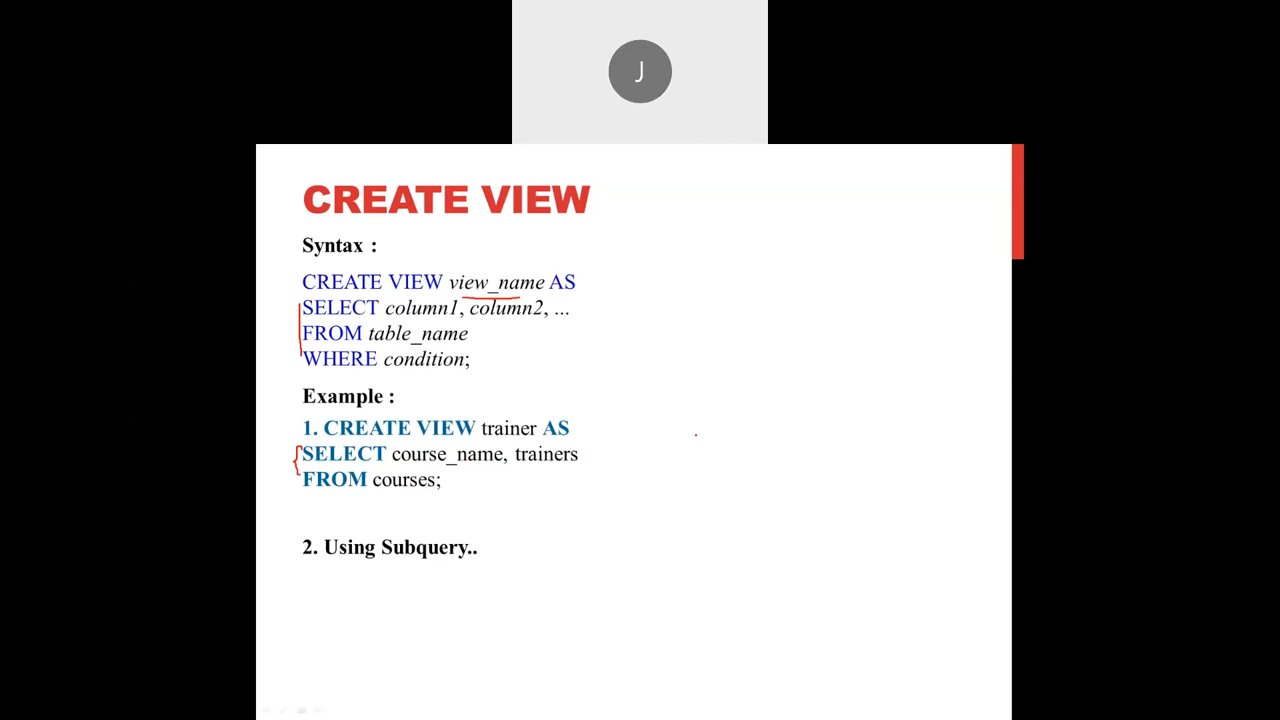 J
CREATE VIEW
Syntax :
CREATE VIEW view_name AS
SELECT column1, column2, ...
FROM table_name
WHERE condition;
Example :
1. CREATE VIEW trainer AS
SELECT course_name, trainers
FROM courses;
2. Using Subquery..